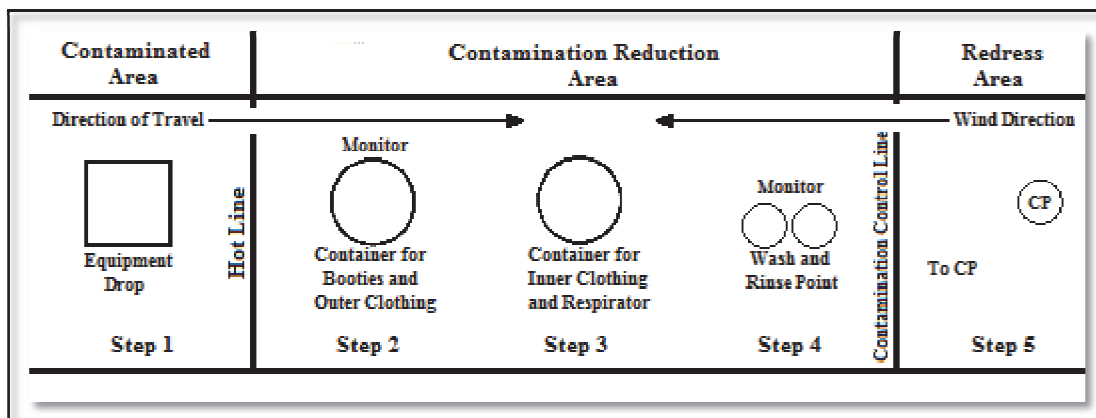 Contaminated
Area
Contamination Reduction
Area
Redress
Area
Direction of Travel
Wind Direction
Equipment
Drop
Step 1
Hot Line
Monitor
Container for
Booties and
Outer Clothing
Step 2
Container for
Inner Clothing
and Respirator
Step 3
Monitor
Wash and
Rinse Point
Step 4
Contamination Control Line
CP
To CP
Step 5